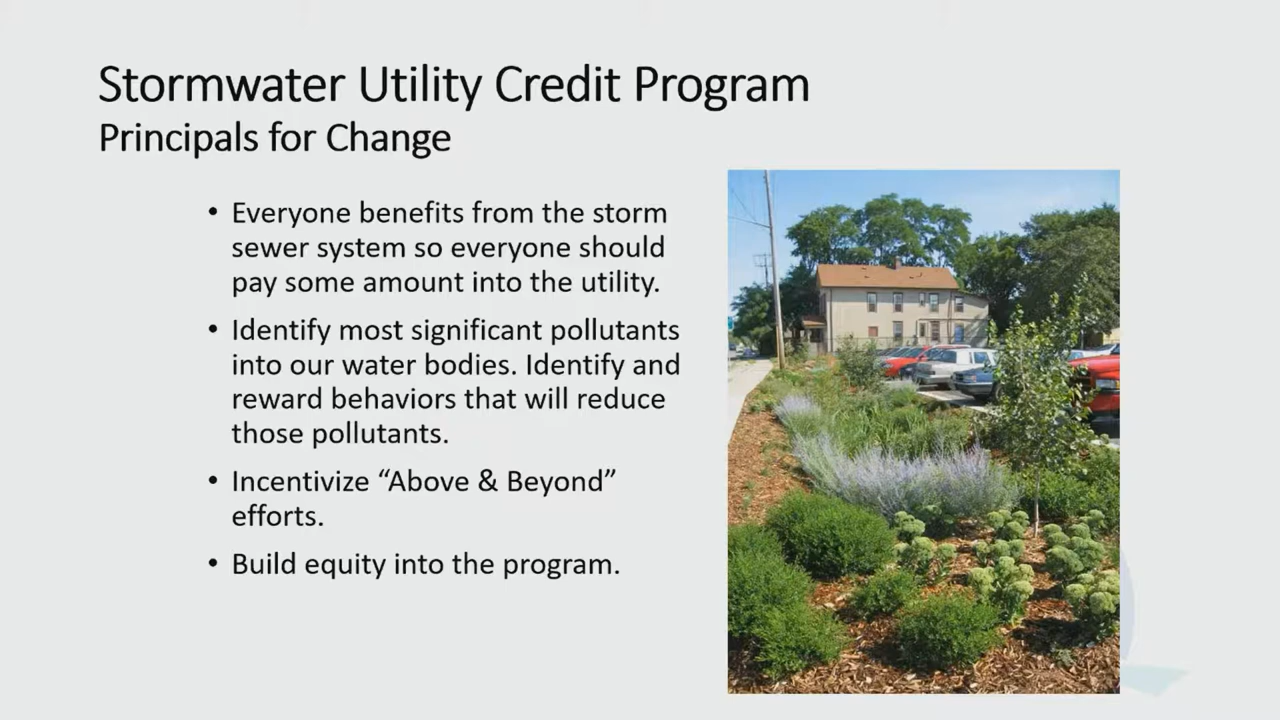 Stormwater Utility Credit Program
Principals for Change
• Everyone benefits from the storm
sewer system so everyone should
pay some amount into the utility.
• Identify most significant pollutants
into our water bodies. Identify and
reward behaviors that will reduce
those pollutants.
• Incentivize “Above & Beyond”
efforts.
• Build equity into the program.